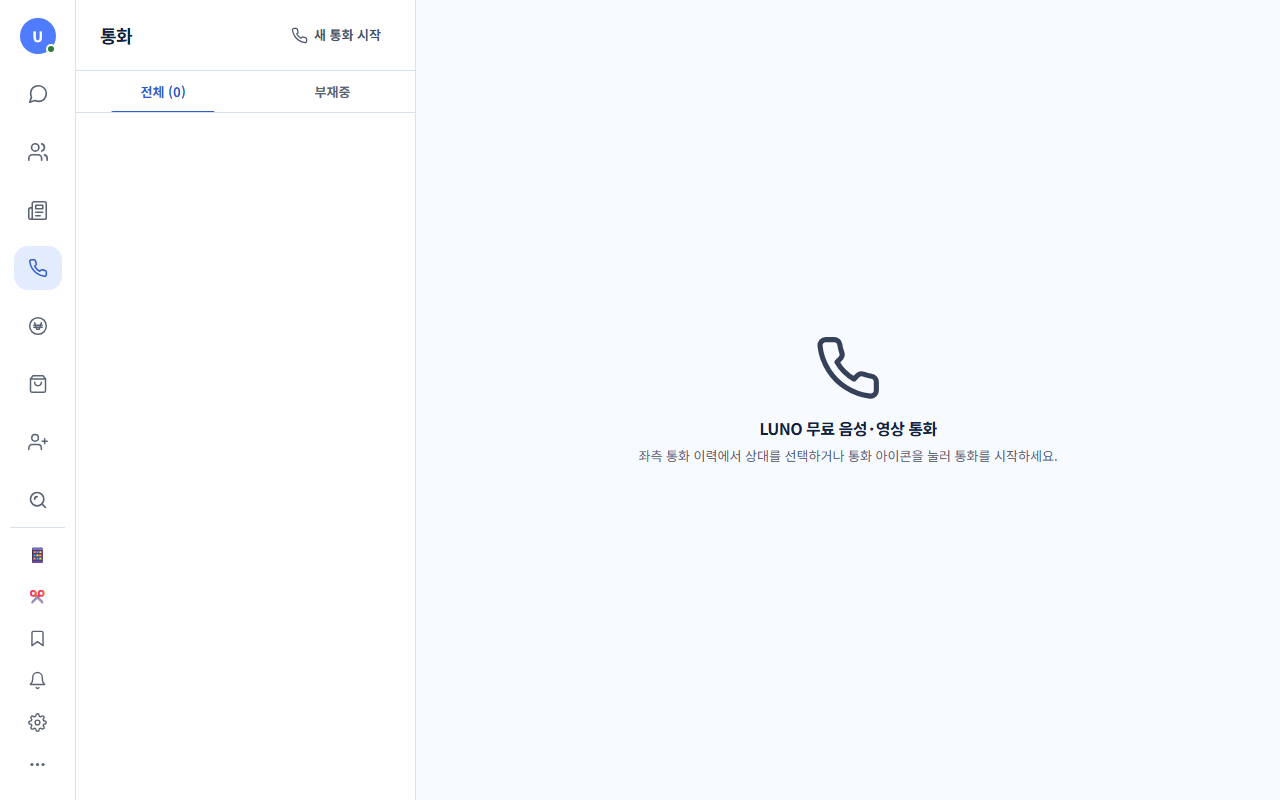 U
통화
새 통화 시작
전체 (0)
부재중
LUNO 무료 음성·영상 통화
좌측 통화 이력에서 상대를 선택하거나 통화 아이콘을 눌러 통화를 시작하세요.